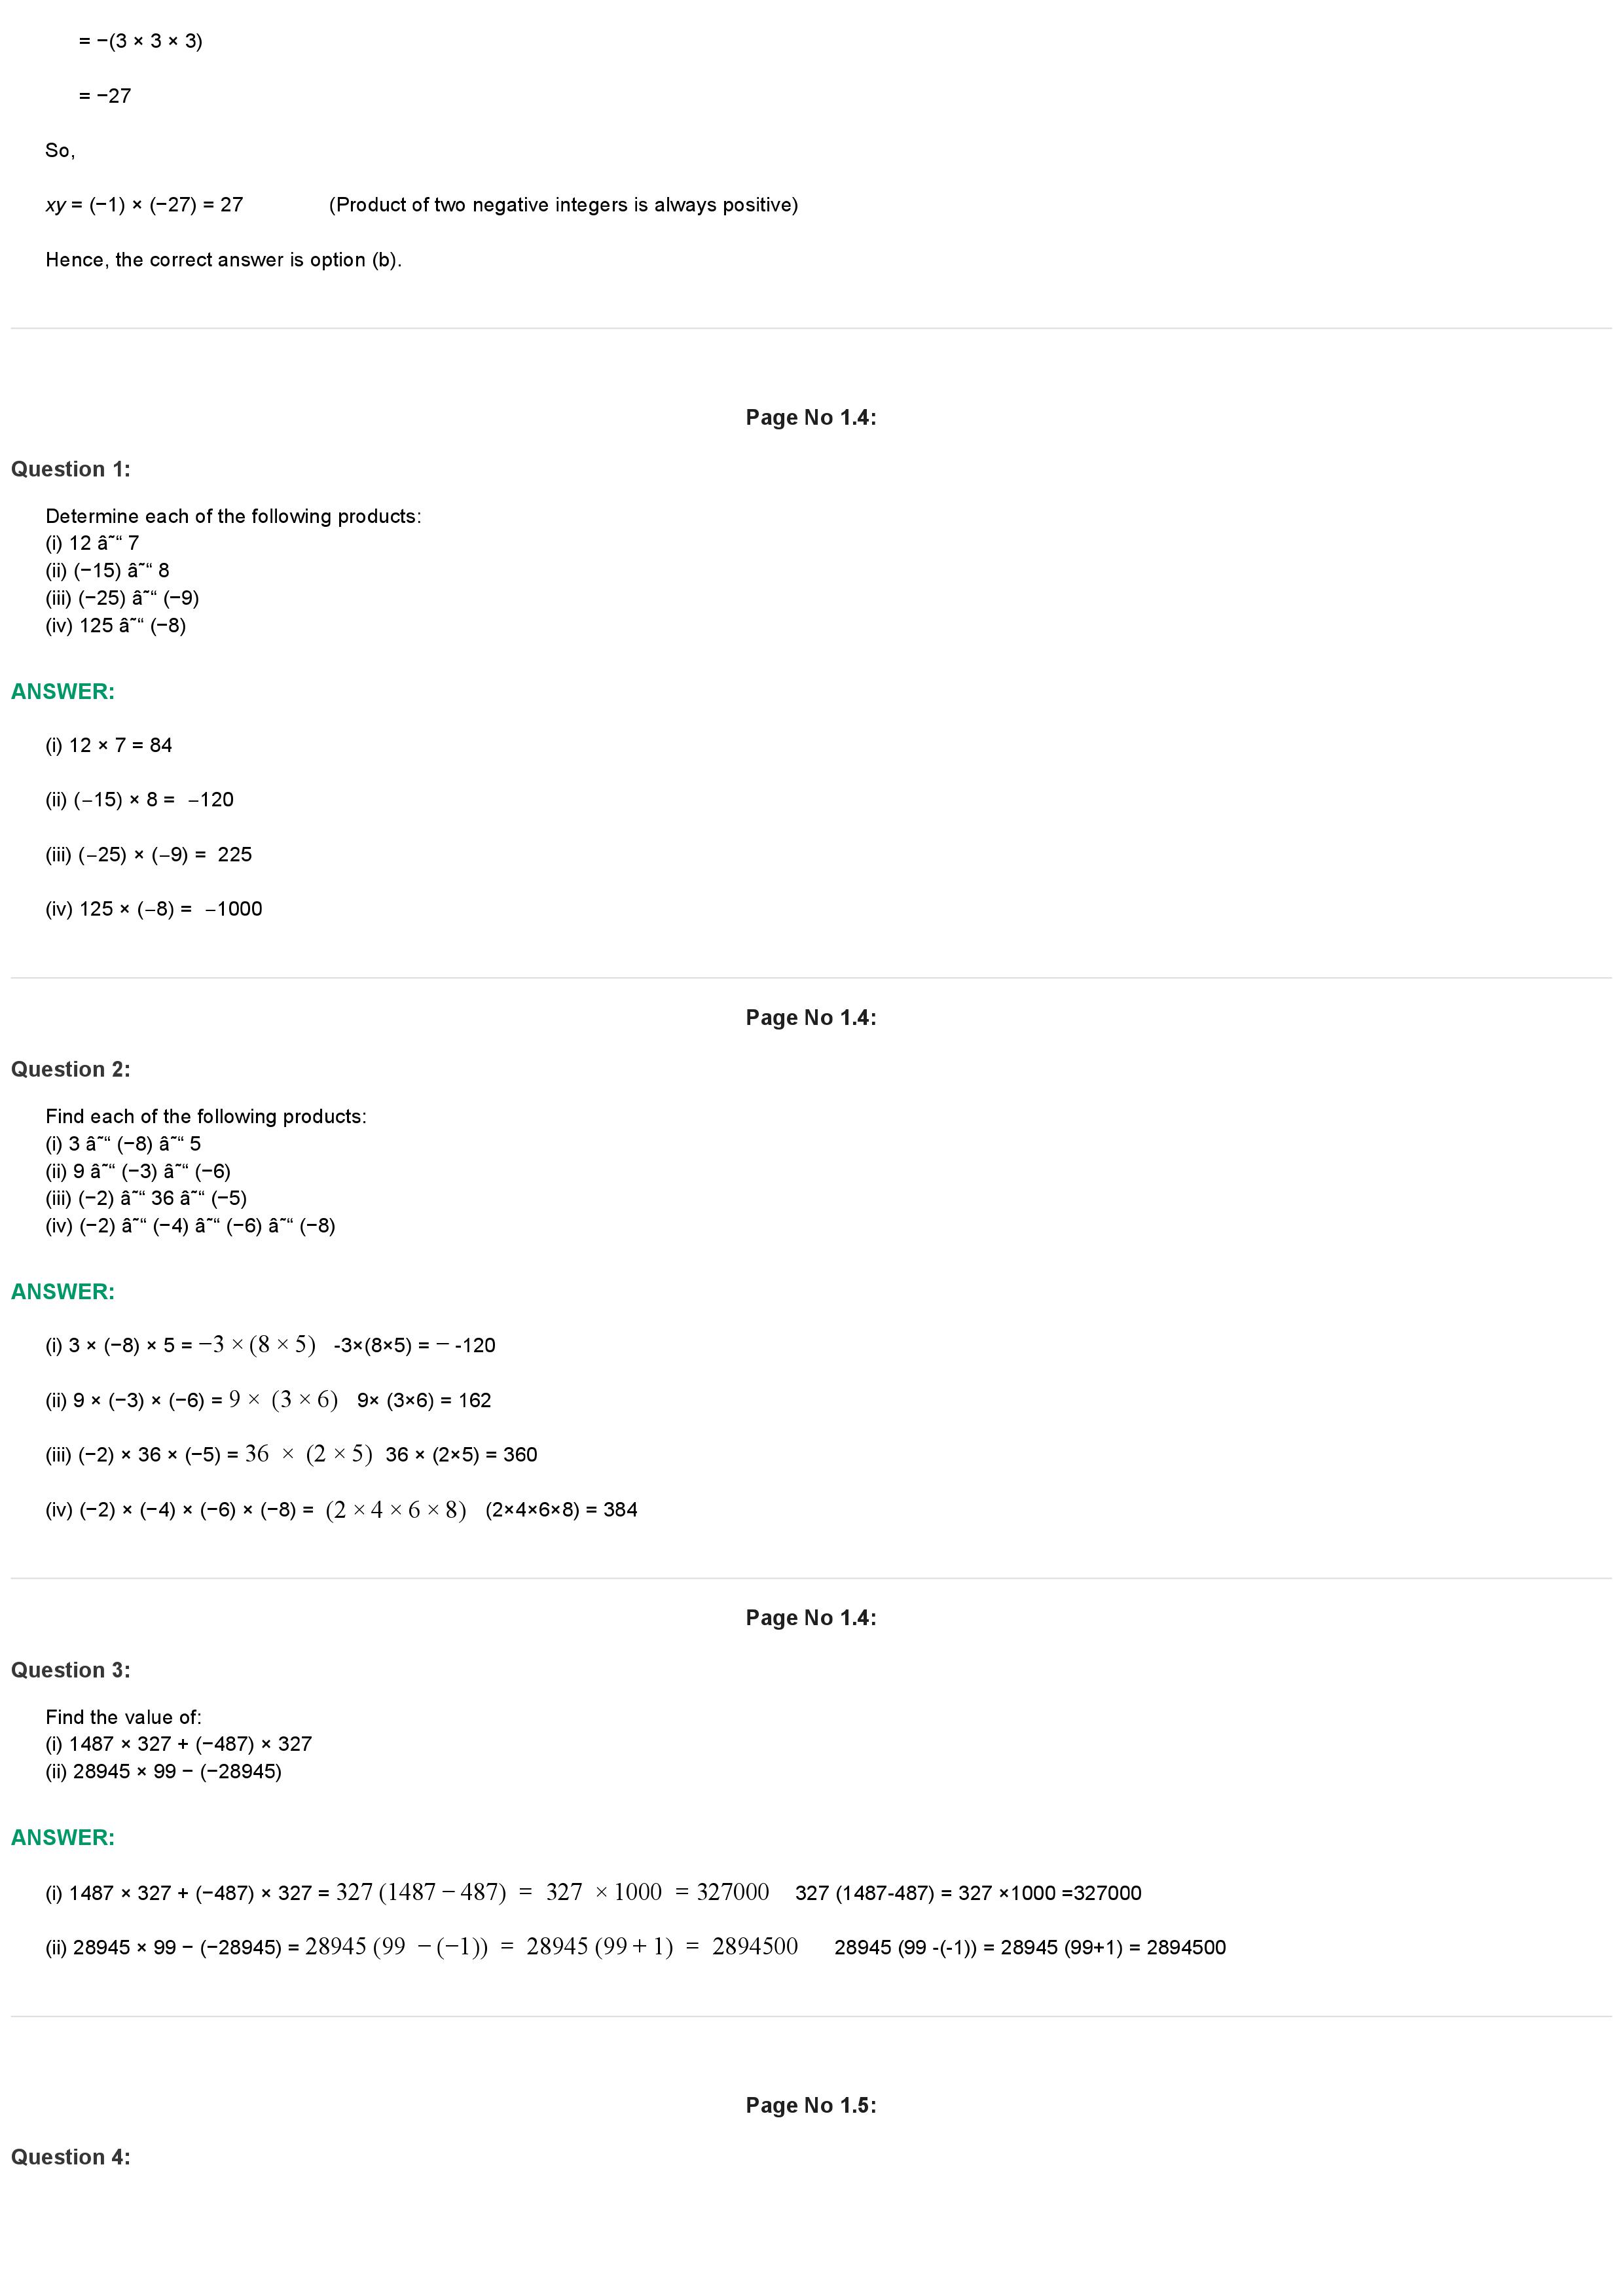 = −(3 × 3 × 3)
= −27
So,
xy = (−1) × (−27) = 27 (Product of two negative integers is always positive)
Hence, the correct answer is option (b).
Page No 1.4:
Question 1:
Determine each of the following products:
(i) 12 â˜“ 7
(ii) (−15) â˜“ 8
(iii) (−25) â˜“ (−9)
(iv) 125 â˜“ (−8)
ANSWER:
(i) 12 × 7 = 84
(ii) (−15) × 8 = −120
(iii) (−25) × (−9) = 225
(iv) 125 × (−8) = −1000
Page No 1.4:
Question 2:
Find each of the following products:
(i) 3 â˜“ (−8) â˜“ 5
(ii) 9 â˜“ (−3) â˜“ (−6)
(iii) (−2) â˜“ 36 â˜“ (−5)
(iv) (−2) â˜“ (−4) â˜“ (−6) â˜“ (−8)
ANSWER:
(i) 3 × (−8) × 5 = −3 × (8 × 5) -3×(8×5) = − -120
(ii) 9 × (−3) × (−6) = 9 × (3 × 6) 9× (3×6) = 162
(iii) (−2) × 36 × (−5) = 36 × (2 × 5) 36 × (2×5) = 360
(iv) (−2) × (−4) × (−6) × (−8) = (2 × 4 × 6 × 8) (2×4×6×8) = 384
Page No 1.4:
Question 3:
Find the value of:
(i) 1487 × 327 + (−487) × 327
(ii) 28945 × 99 − (−28945)
ANSWER:
(i) 1487 × 327 + (−487) × 327 = 327 (1487 − 487) = 327 × 1000 = 327000 327 (1487-487) = 327 ×1000 =327000
(ii) 28945 × 99 − (−28945) = 28945 (99 − (−1)) = 28945 (99 + 1) = 2894500 28945 (99 -(-1)) = 28945 (99+1) = 2894500
Page No 1.5:
Question 4: